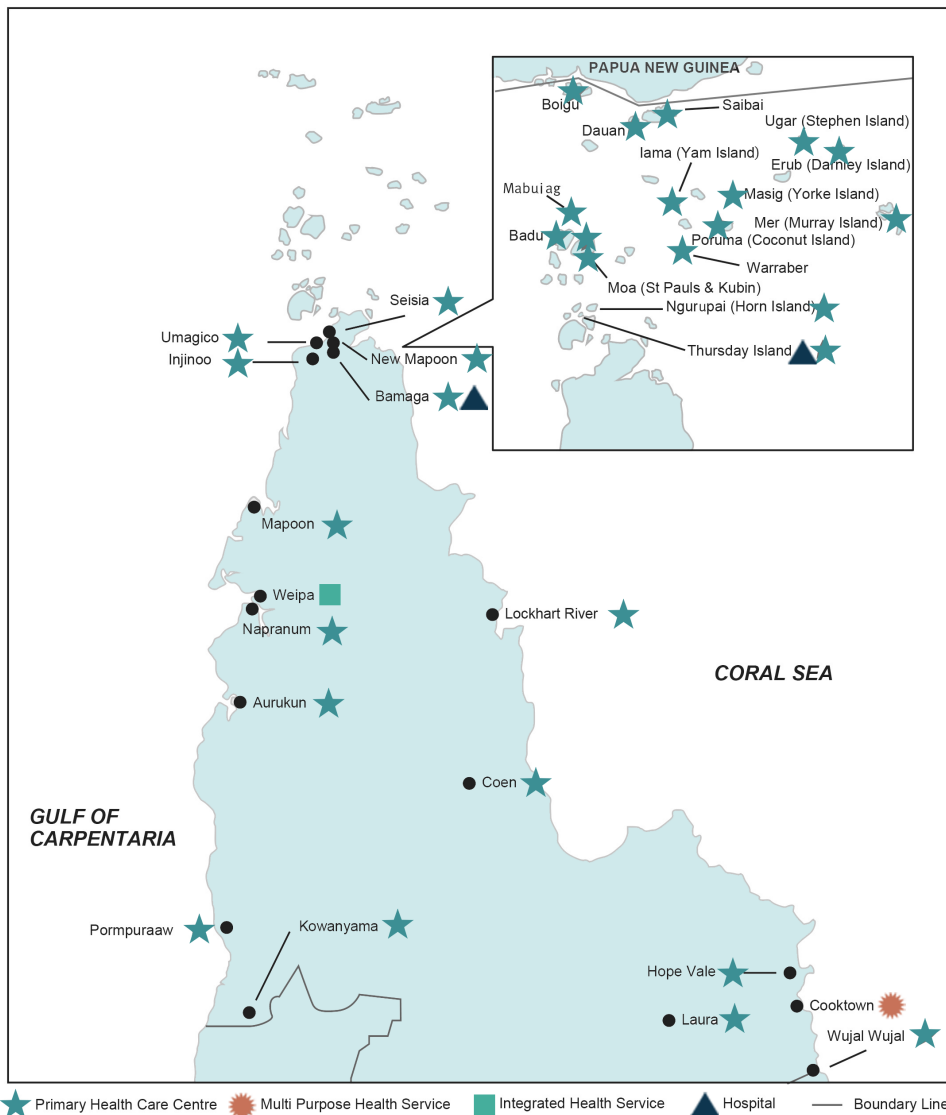 PAPUA NEW GUINEA
Boigu
Saibai
Dauan
Ugar (Stephen Island)
Iama (Yam Island)
Erub (Darnley Island)
Mabuiag
Masig (Yorke Island)
Mer (Murray Island)
Badu
Poruma (Coconut Island)
Warraber
Moa (St Pauls & Kubin)
Ngurupai (Horn Island)
Thursday Island
Seisia
Umagico
Injinoo
New Mapoon
Bamaga
Mapoon
Weipa
Napranum
Lockhart River
CORAL SEA
Aurukun
Coen
GULF OF
CARPENTARIA
Pormpuraaw
Kowanyama
Hope Vale
Cooktown
Laura
Wujal Wujal
Primary Health Care Centre
Multi Purpose Health Service
Integrated Health Service
Hospital
Boundary Line